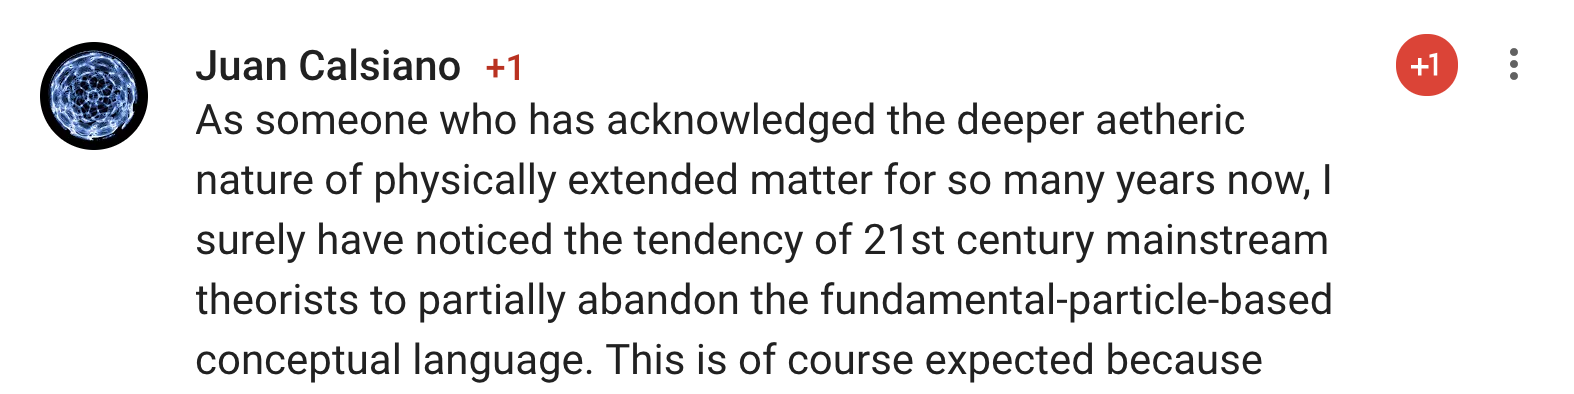 Juan Calsiano +1
+1
As someone who has acknowledged the deeper aetheric
nature of physically extended matter for so many years now, I
surely have noticed the tendency of 21st century mainstream
theorists to partially abandon the fundamental-particle-based
conceptual language. This is of course expected because